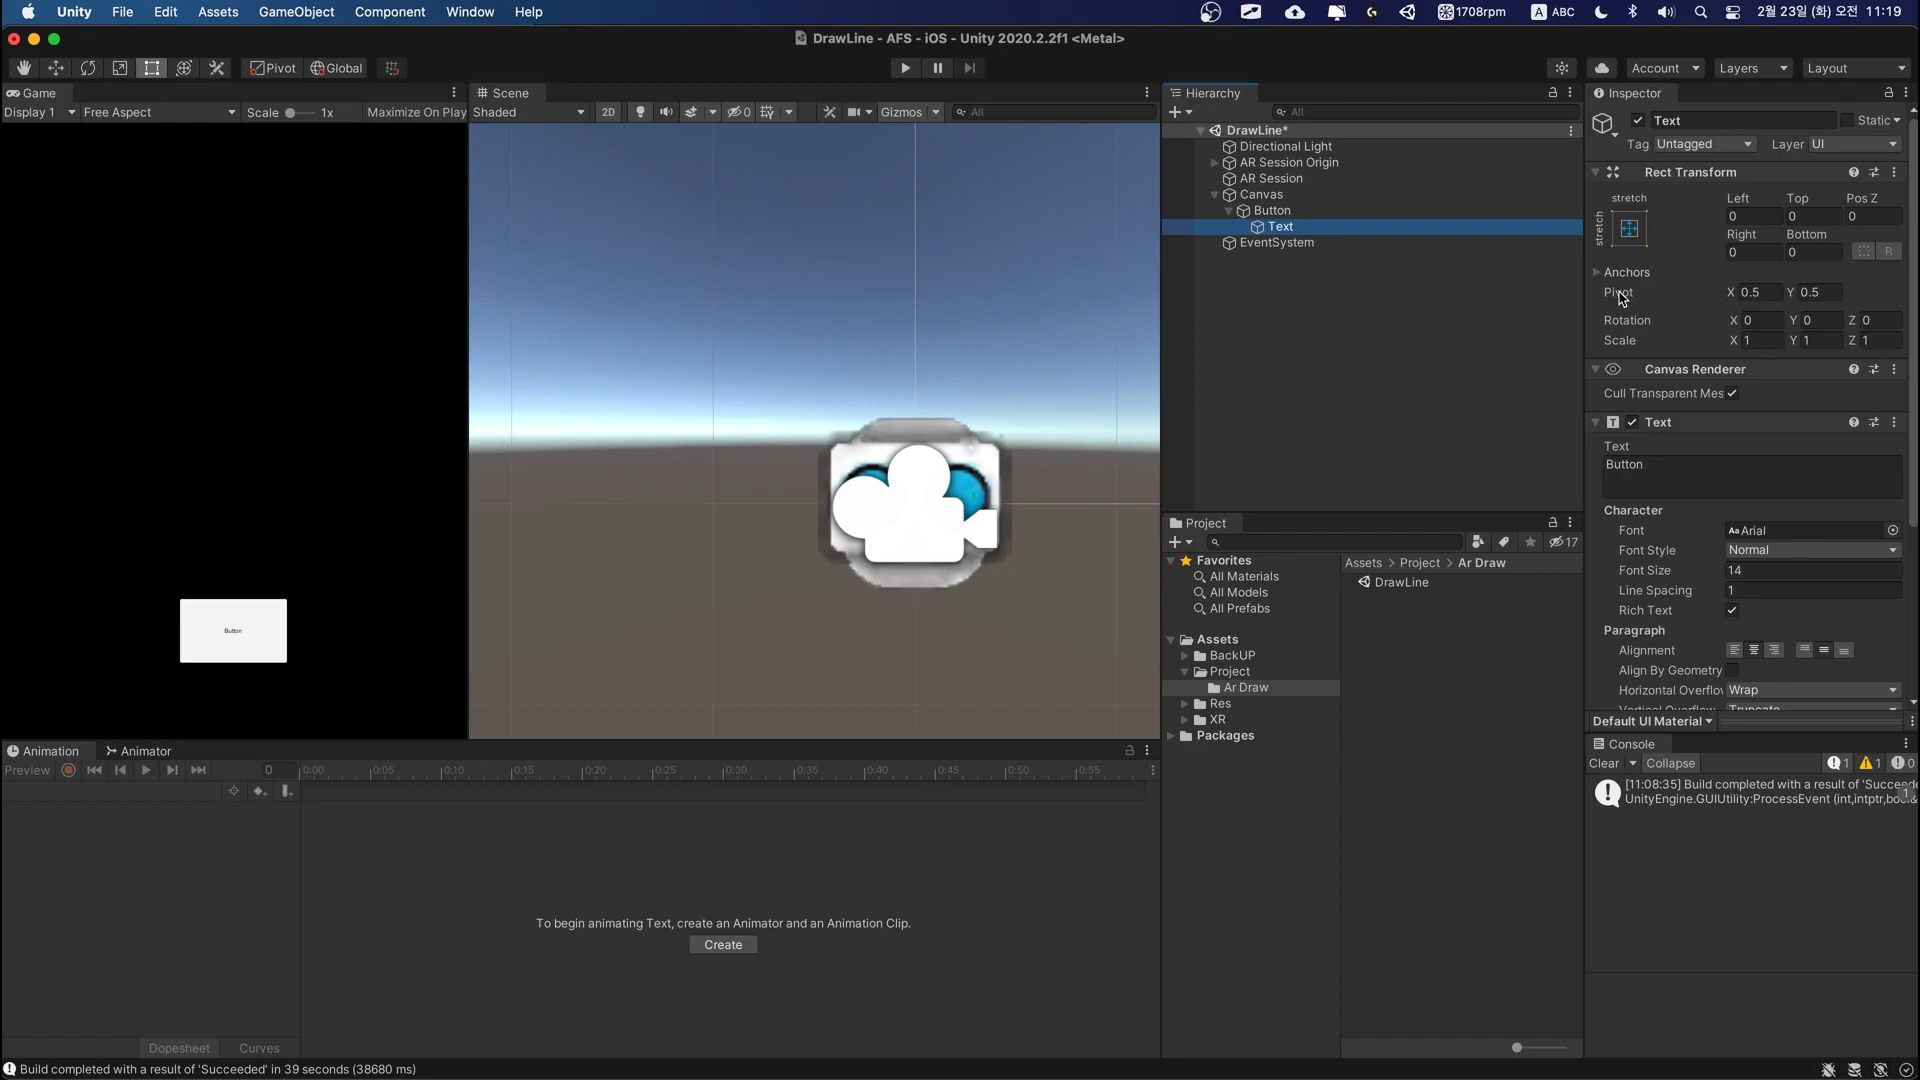 Unity File Edit Assets GameObject Component Window Help 1708rpm A ABC 2월 23일 (화) 오전 11:19
DrawLine - AFS - iOS - Unity 2020.2.2f1 <Metal>
Pivot Global Account Layers Layout
Game
Display 1 Free Aspect Scale 1x Maximize On Play
Button
Scene
Shaded 2D 0 Gizmos All
Hierarchy
All
DrawLine*
Directional Light
AR Session Origin
AR Session
Canvas
Button
Text
EventSystem
Project
17
Favorites
All Materials
All Models
All Prefabs
Assets
BackUP
Project
Ar Draw
Res
XR
Packages
Assets > Project > Ar Draw
DrawLine
Inspector
Text Static
Tag Untagged Layer UI
Rect Transform
stretch Left Top Pos Z
stretch 0 0 0
Right Bottom
0 0 R
Anchors
Pivot X 0.5 Y 0.5
Rotation X 0 Y 0 Z 0
Scale X 1 Y 1 Z 1
Canvas Renderer
Cull Transparent Mes
Text
Text
Button
Character
Font Aa Arial
Font Style Normal
Font Size 14
Line Spacing 1
Rich Text
Paragraph
Alignment
Align By Geometry
Horizontal Overflo Wrap
Vertical Overflow Truncate
Default UI Material
Console
Clear Collapse 1 1 0
[11:08:35] Build completed with a result of 'Succeede
UnityEngine.GUIUtility:ProcessEvent (int,intptr,bool& 1
Animation Animator
Preview 0 0:00 0:05 0:10 0:15 0:20 0:25 0:30 0:35 0:40 0:45 0:50 0:55
To begin animating Text, create an Animator and an Animation Clip.
Create
Dopesheet Curves
Build completed with a result of 'Succeeded' in 39 seconds (38680 ms)